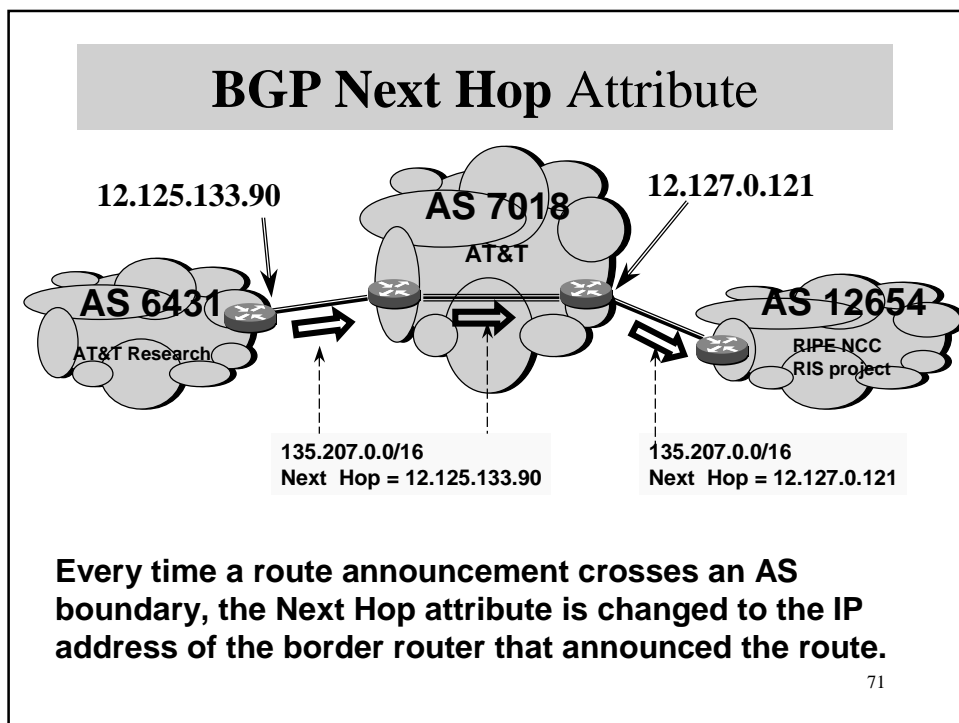 BGP Next Hop Attribute
12.125.133.90
12.127.0.121
AS 7018
AT&T
AS 6431
AT&T Research
AS 12654
RIPE NCC
RIS project
135.207.0.0/16
Next Hop = 12.125.133.90
135.207.0.0/16
Next Hop = 12.127.0.121
Every time a route announcement crosses an AS
boundary, the Next Hop attribute is changed to the IP
address of the border router that announced the route.
71